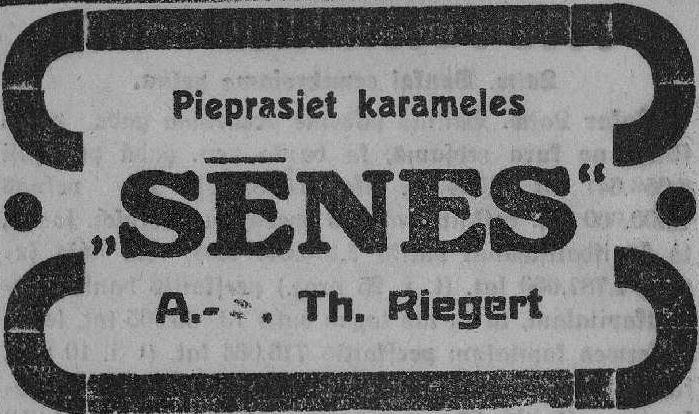 Pieprasiet karameles
„SĒNES“
A.- . Th. Riegert